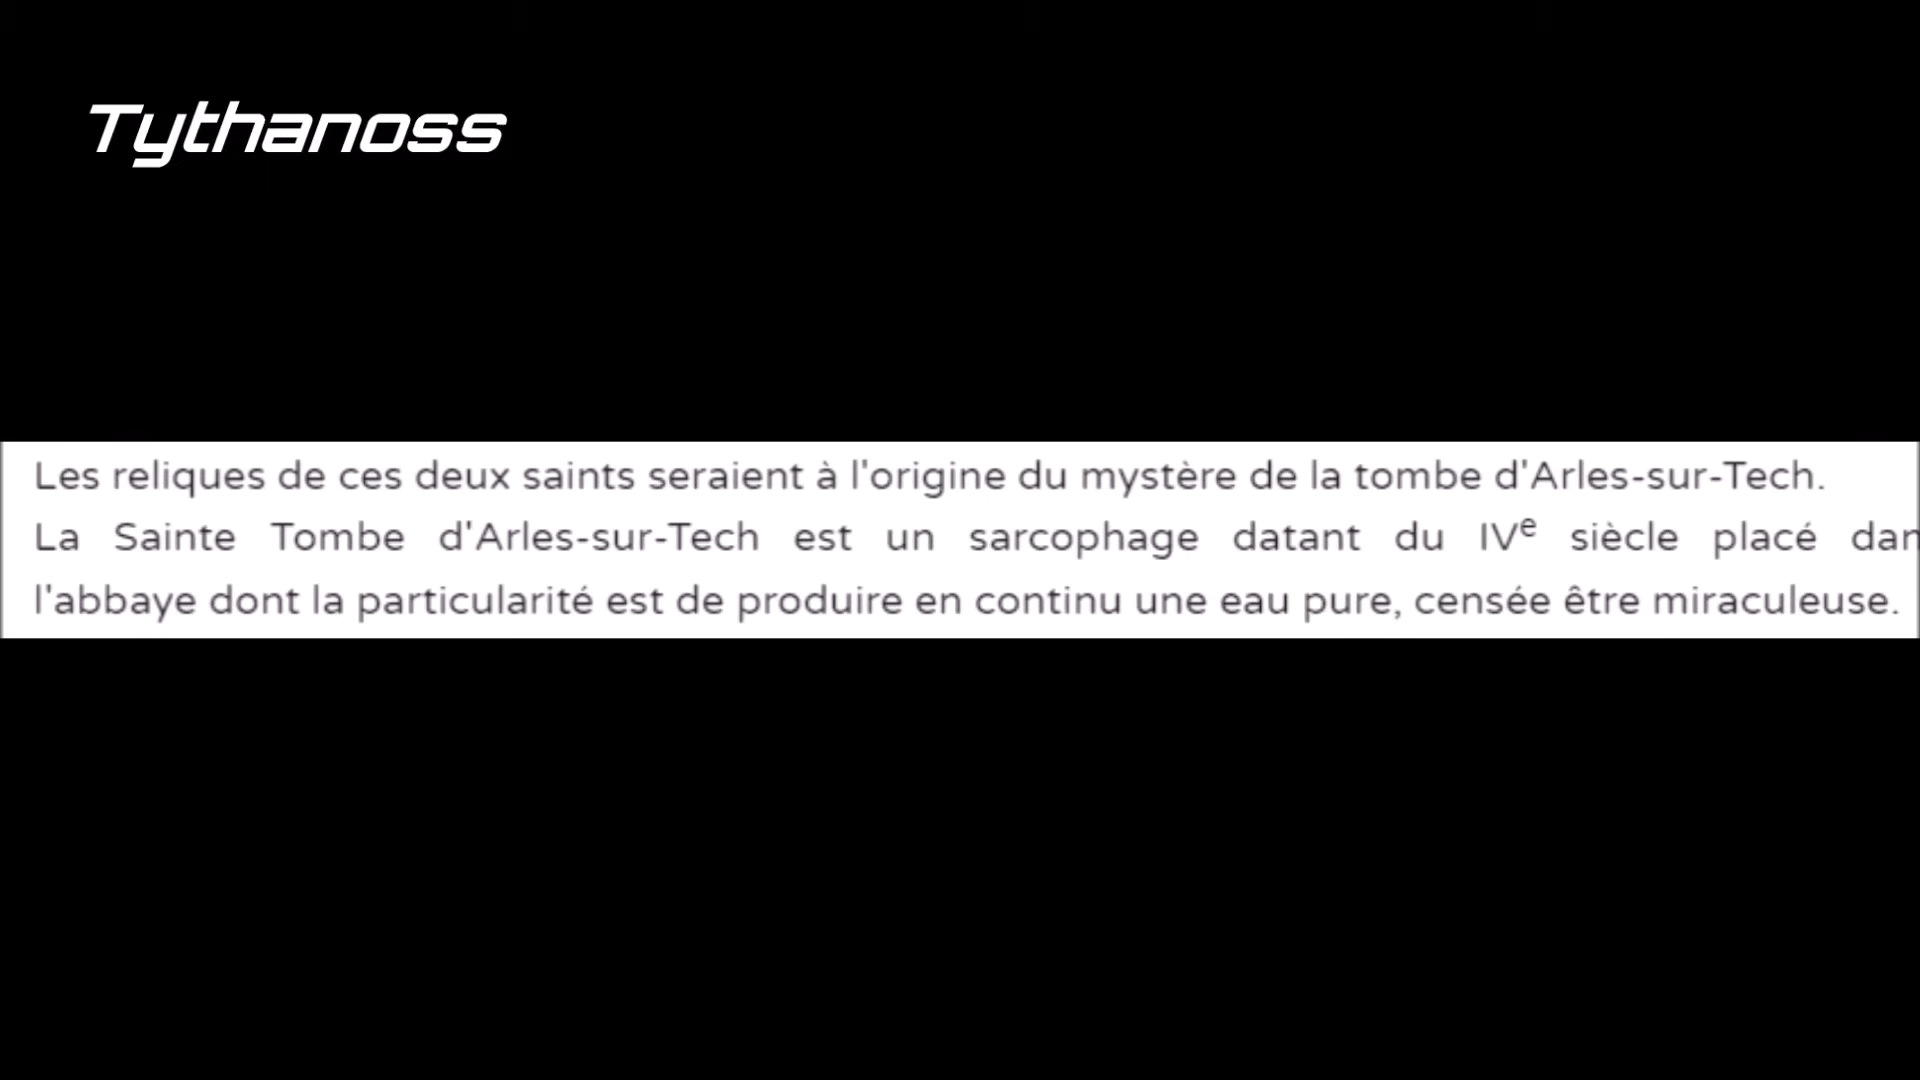 Tythanoss
Les reliques de ces deux saints seraient à l'origine du mystère de la tombe d'Arles-sur-Tech.
La Sainte Tombe d'Arles-sur-Tech est un sarcophage datant du IVe siècle placé dan
l'abbaye dont la particularité est de produire en continu une eau pure, censée être miraculeuse.